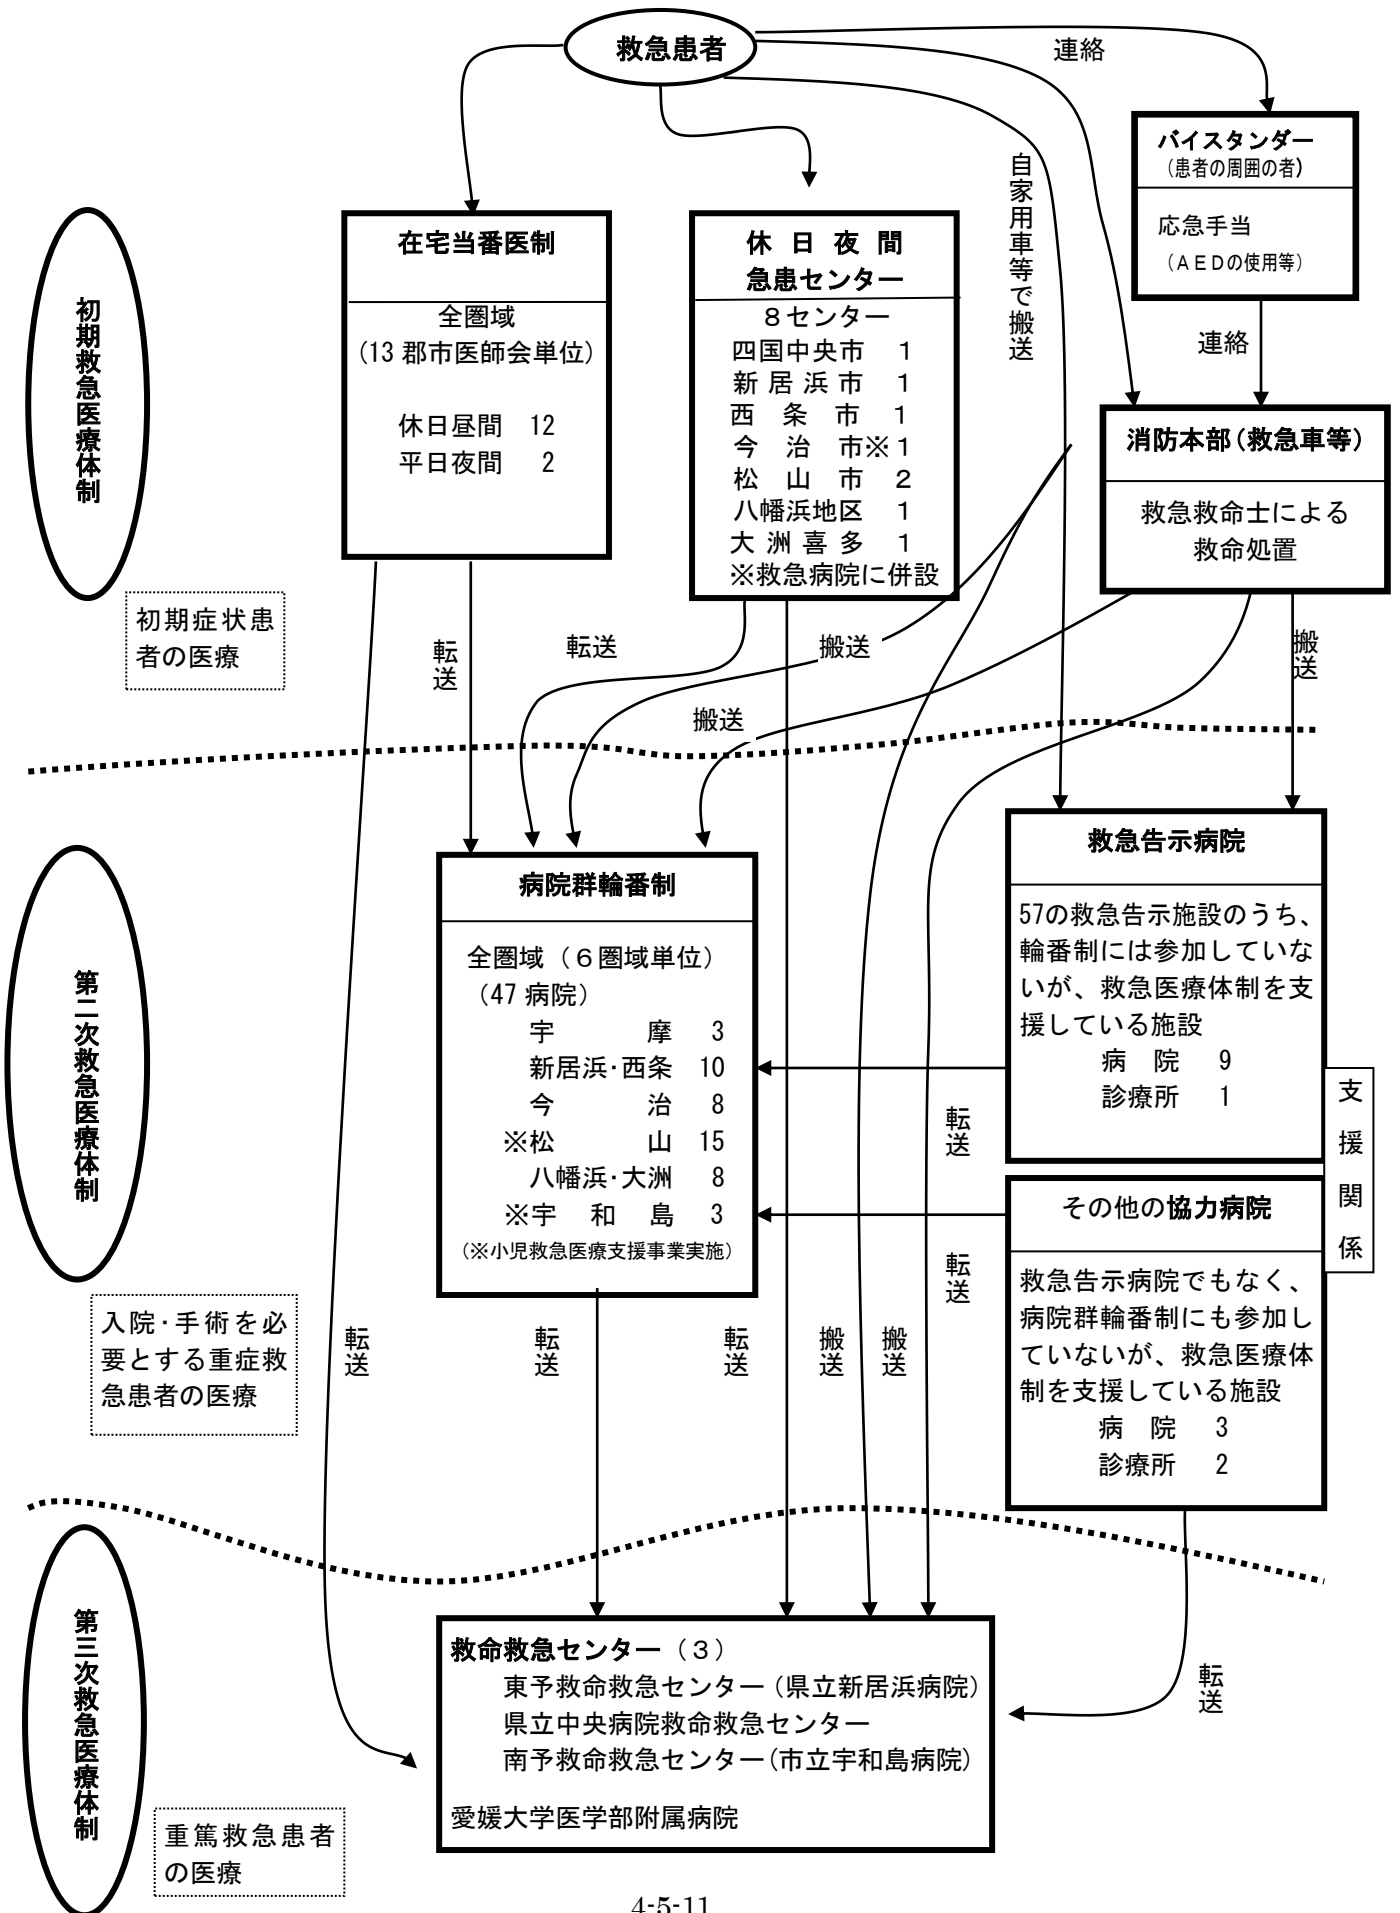 救急患者
連絡
バイスタンダー
（患者の周囲の者）
応急手当
（ＡＥＤの使用等）
自家用車等で搬送
連絡
初期救急医療体制
在宅当番医制
全圏域
(13 郡市医師会単位)
休日昼間 12
平日夜間 2
休 日 夜 間
急患センター
８センター
四国中央市 1
新 居 浜 市 1
西 条 市 1
今 治 市※1
松 山 市 2
八幡浜地区 1
大 洲 喜 多 1
※救急病院に併設
消防本部（救急車等）
救急救命士による
救命処置
初期症状患
者の医療
転送
転送
搬送
搬送
搬送
第二次救急医療体制
病院群輪番制
全圏域（６圏域単位）
（47 病院）
宇 摩 3
新居浜･西条 10
今 治 8
※松 山 15
八幡浜･大洲 8
※宇 和 島 3
（※小児救急医療支援事業実施）
救急告示病院
57の救急告示施設のうち、
輪番制には参加していな
いが、救急医療体制を支
援している施設
病 院 9
診療所 1
転送
その他の協力病院
救急告示病院でもなく、
病院群輪番制にも参加し
ていないが、救急医療体
制を支援している施設
病 院 3
診療所 2
転送
支援関係
入院･手術を必
要とする重症救
急患者の医療
転送
転送
転送
搬送
搬送
転送
第三次救急医療体制
救命救急センター（３）
東予救命救急センター（県立新居浜病院）
県立中央病院救命救急センター
南予救命救急センター（市立宇和島病院）
愛媛大学医学部附属病院
重篤救急患者
の医療
4-5-11